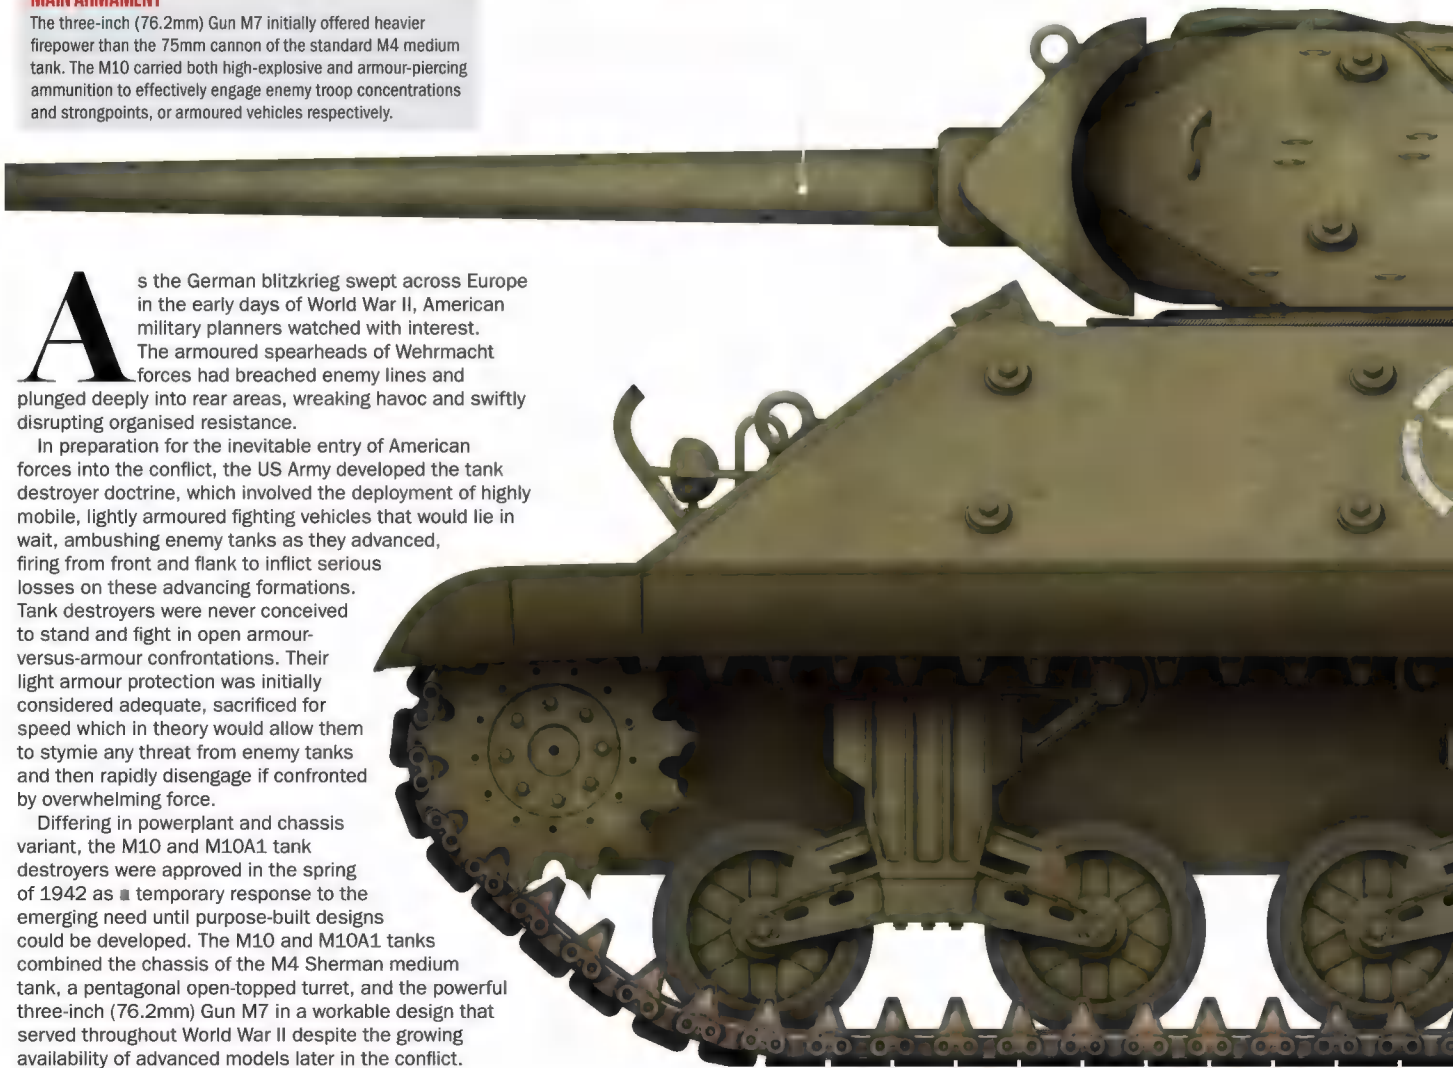 MAIN ARMAMENT
The three-inch (76.2mm) Gun M7 initially offered heavier
firepower than the 75mm cannon of the standard M4 medium
tank. The M10 carried both high-explosive and armour-piercing
ammunition to effectively engage enemy troop concentrations
and strongpoints, or armoured vehicles respectively.
As the German blitzkrieg swept across Europe
in the early days of World War II, American
military planners watched with interest.
The armoured spearheads of Wehrmacht
forces had breached enemy lines and
plunged deeply into rear areas, wreaking havoc and swiftly
disrupting organised resistance.
In preparation for the inevitable entry of American
forces into the conflict, the US Army developed the tank
destroyer doctrine, which involved the deployment of highly
mobile, lightly armoured fighting vehicles that would lie in
wait, ambushing enemy tanks as they advanced,
firing from front and flank to inflict serious
losses on these advancing formations.
Tank destroyers were never conceived
to stand and fight in open armour-
versus-armour confrontations. Their
light armour protection was initially
considered adequate, sacrificed for
speed which in theory would allow them
to stymie any threat from enemy tanks
and then rapidly disengage if confronted
by overwhelming force.
Differing in powerplant and chassis
variant, the M10 and M10A1 tank
destroyers were approved in the spring
of 1942 as a temporary response to the
emerging need until purpose-built designs
could be developed. The M10 and M10A1 tanks
combined the chassis of the M4 Sherman medium
tank, a pentagonal open-topped turret, and the powerful
three-inch (76.2mm) Gun M7 in a workable design that
served throughout World War II despite the growing
availability of advanced models later in the conflict.